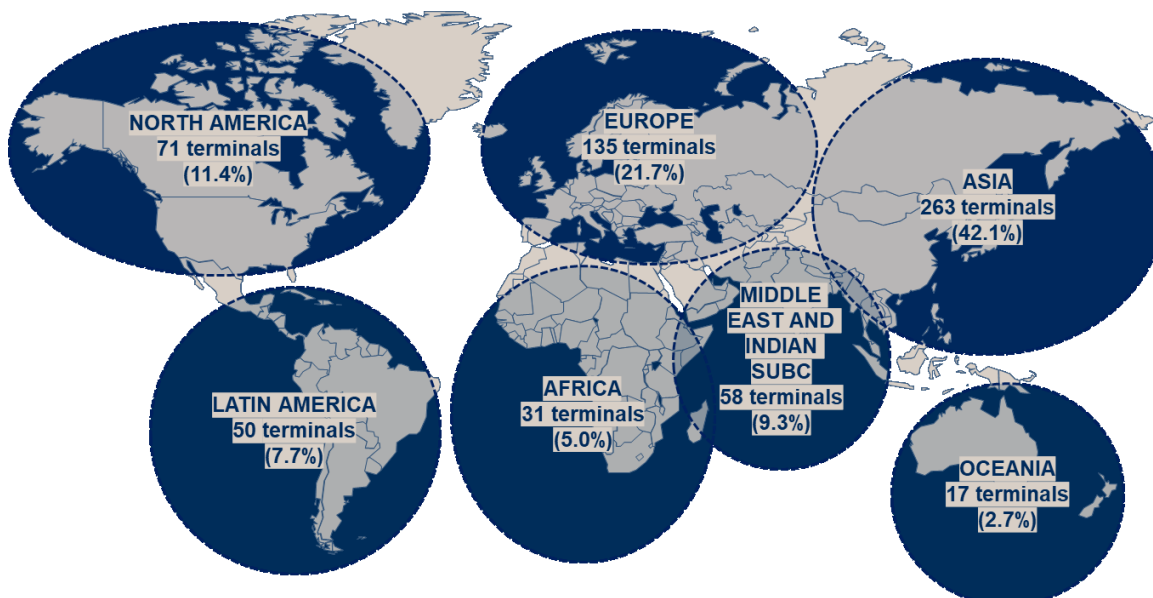 NORTH AMERICA
71 terminals
(11.4%)
EUROPE
135 terminals
(21.7%)
ASIA
263 terminals
(42.1%)
MIDDLE
EAST AND
INDIAN
SUBC
58 terminals
(9.3%)
LATIN AMERICA
50 terminals
(7.7%)
AFRICA
31 terminals
(5.0%)
OCEANIA
17 terminals
(2.7%)